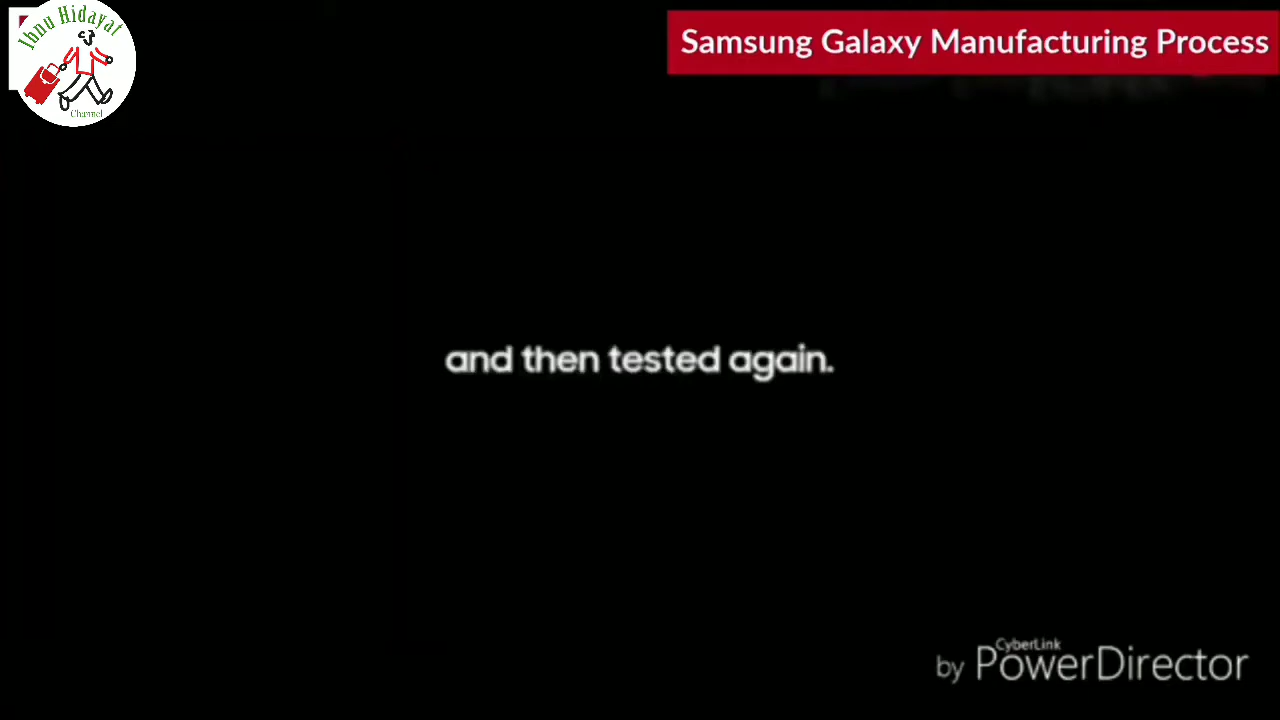 Ibnu Hidayat
Channel
Samsung Galaxy Manufacturing Process
and then tested again.
CyberLink
by PowerDirector